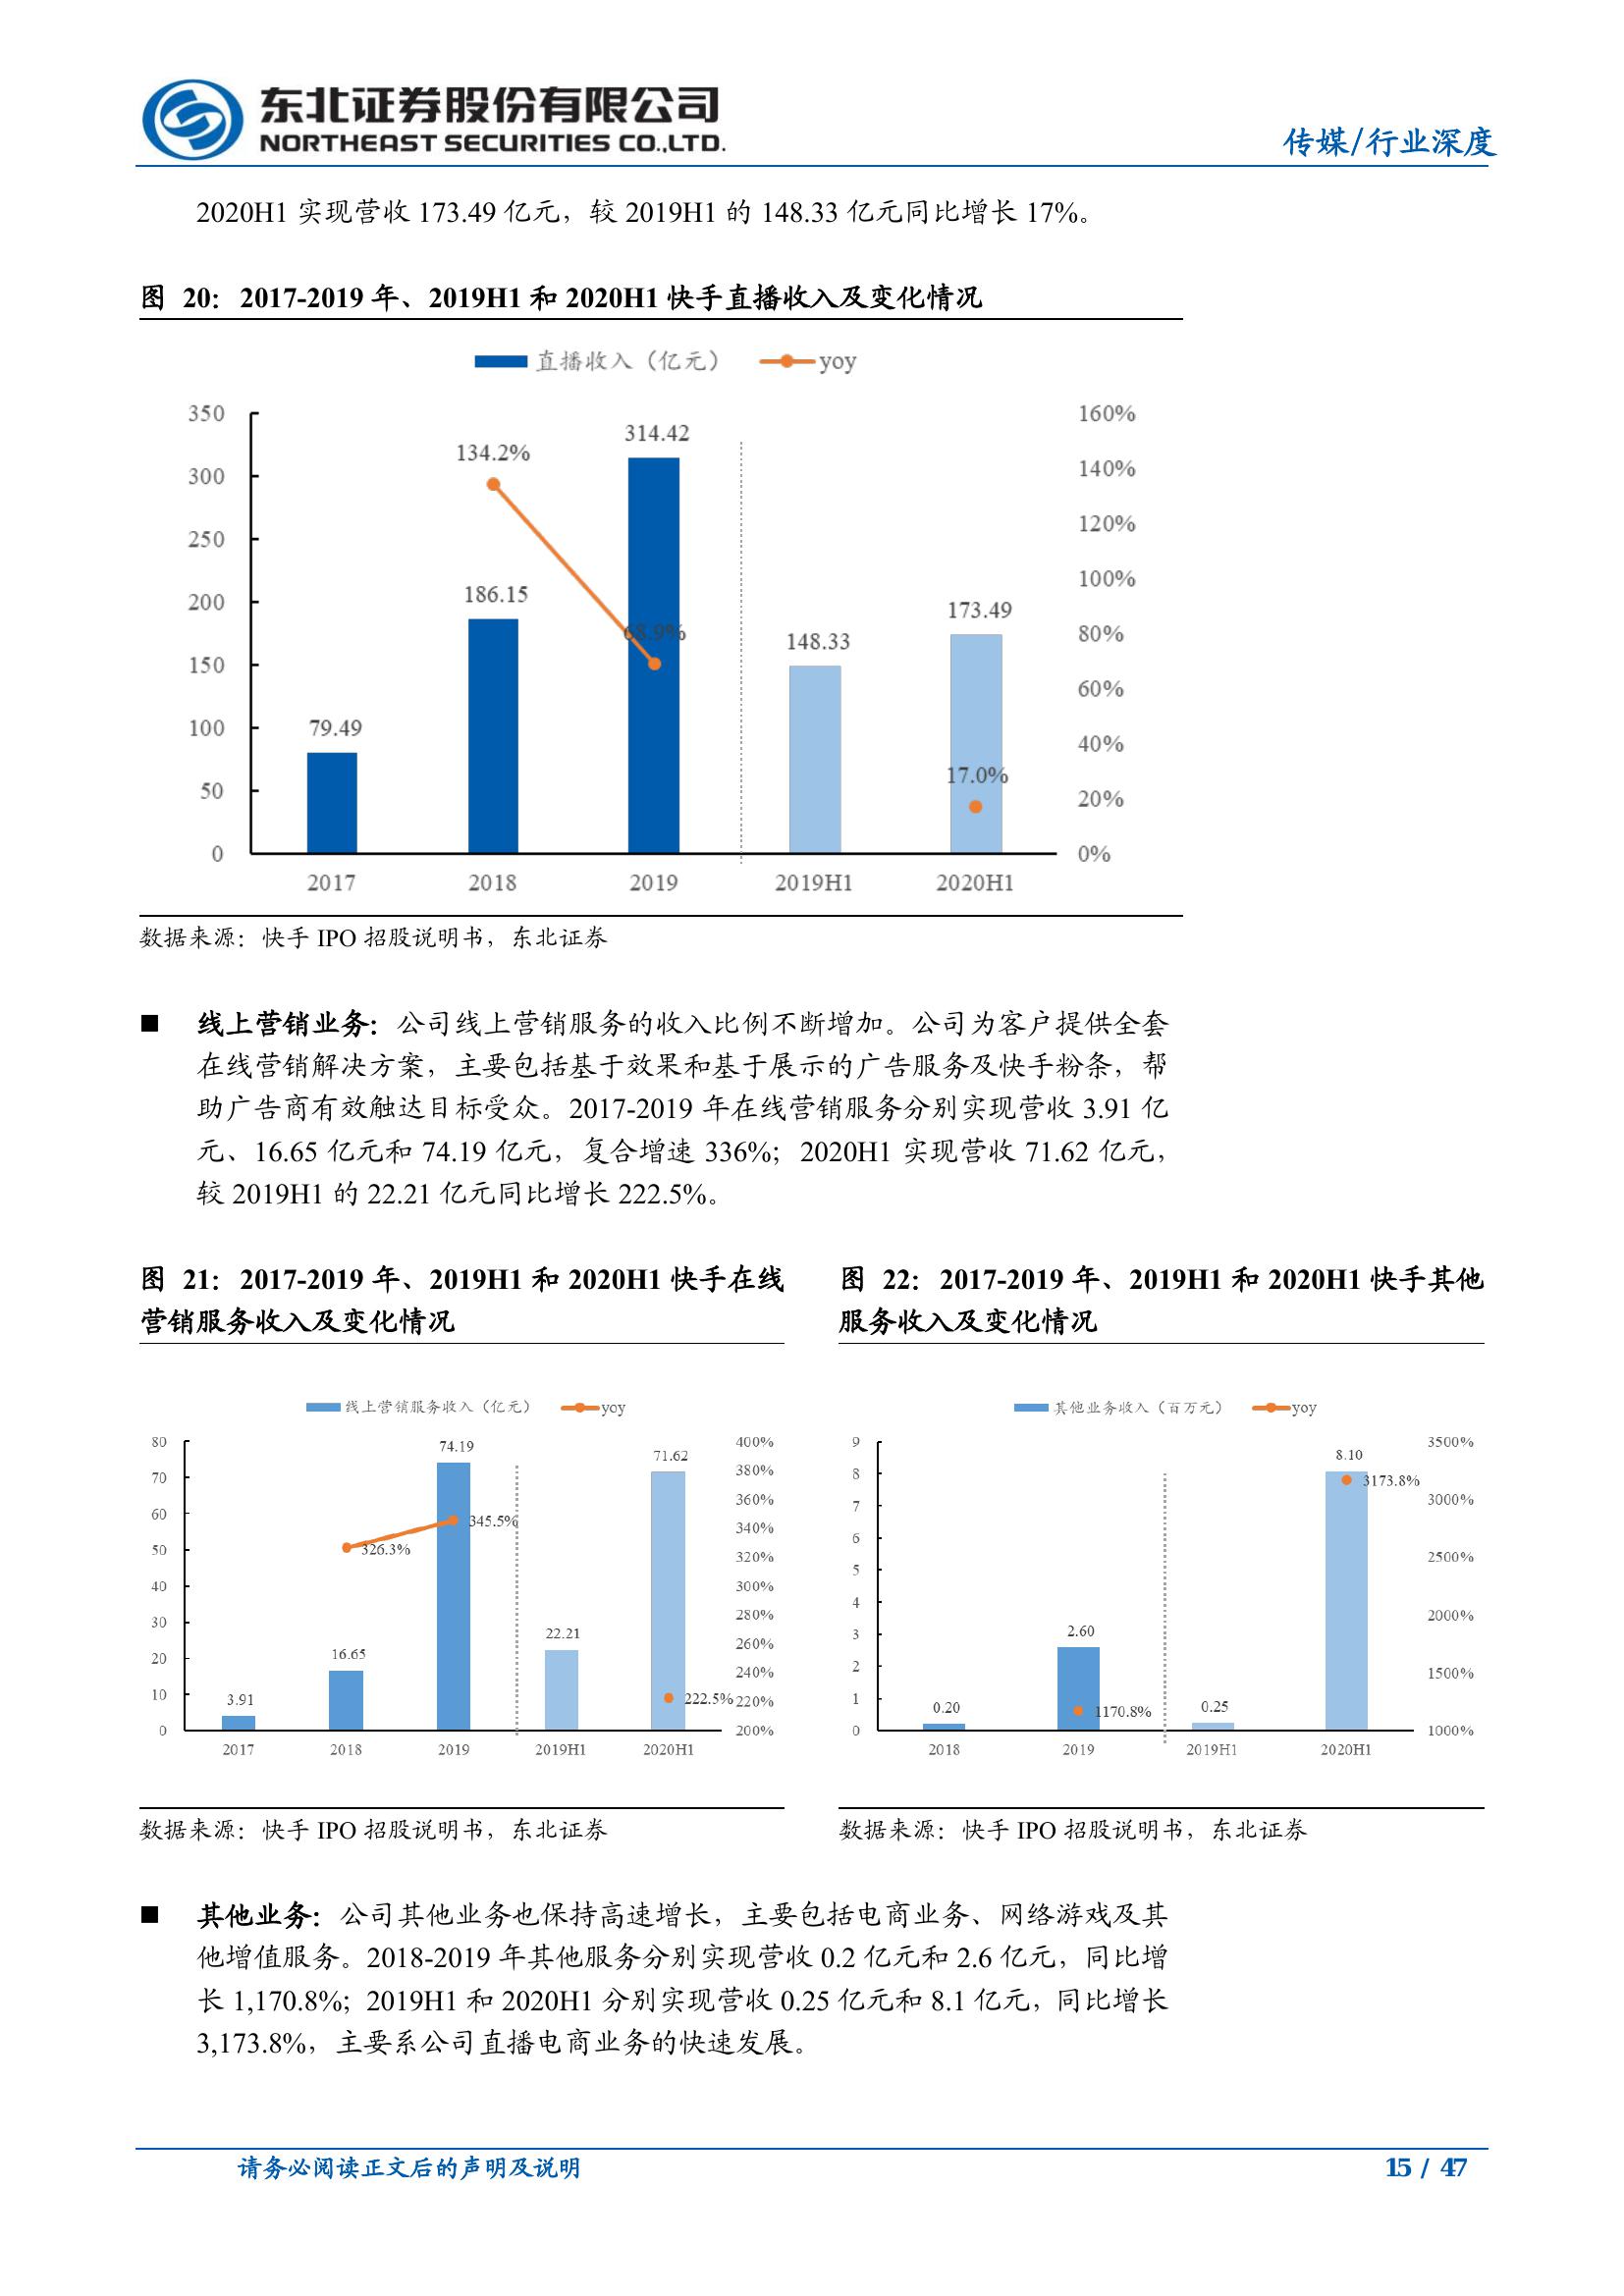 东北证券股份有限公司
NORTHEAST SECURITIES CO.,LTD.
传媒/行业深度
2020H1 实现营收 173.49 亿元，较 2019H1 的 148.33 亿元同比增长 17%。
图 20：2017-2019 年、2019H1 和 2020H1 快手直播收入及变化情况
直播收入（亿元） yoy
350
300
250
200
150
100
50
0
160%
140%
120%
100%
80%
60%
40%
20%
0%
79.49
186.15
314.42
148.33
173.49
134.2%
68.9%
17.0%
2017 2018 2019 2019H1 2020H1
数据来源：快手 IPO 招股说明书，东北证券
■ 线上营销业务：公司线上营销服务的收入比例不断增加。公司为客户提供全套
在线营销解决方案，主要包括基于效果和基于展示的广告服务及快手粉条，帮
助广告商有效触达目标受众。2017-2019 年在线营销服务分别实现营收 3.91 亿
元、16.65 亿元和 74.19 亿元，复合增速 336%；2020H1 实现营收 71.62 亿元，
较 2019H1 的 22.21 亿元同比增长 222.5%。
图 21：2017-2019 年、2019H1 和 2020H1 快手在线
营销服务收入及变化情况
线上营销服务收入（亿元） yoy
80
70
60
50
40
30
20
10
0
400%
380%
360%
340%
320%
300%
280%
260%
240%
220%
200%
3.91
16.65
74.19
22.21
71.62
326.3%
345.5%
222.5%
2017 2018 2019 2019H1 2020H1
数据来源：快手 IPO 招股说明书，东北证券
图 22：2017-2019 年、2019H1 和 2020H1 快手其他
服务收入及变化情况
其他业务收入（百万元） yoy
9
8
7
6
5
4
3
2
1
0
3500%
3000%
2500%
2000%
1500%
1000%
0.20
2.60
0.25
8.10
1170.8%
3173.8%
2018 2019 2019H1 2020H1
数据来源：快手 IPO 招股说明书，东北证券
■ 其他业务：公司其他业务也保持高速增长，主要包括电商业务、网络游戏及其
他增值服务。2018-2019 年其他服务分别实现营收 0.2 亿元和 2.6 亿元，同比增
长 1,170.8%；2019H1 和 2020H1 分别实现营收 0.25 亿元和 8.1 亿元，同比增长
3,173.8%，主要系公司直播电商业务的快速发展。
请务必阅读正文后的声明及说明
15 / 47